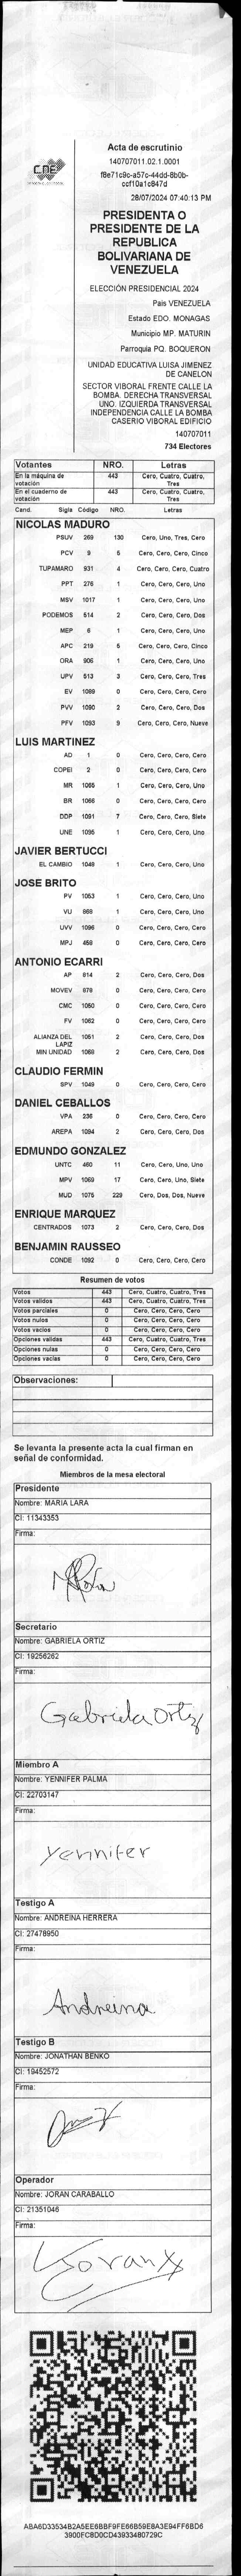 CNE
Acta de escrutinio
140707011.02.1.0001
f8e71c9c-a57c-44dd-8b0b-
ccf10a1c847d
28/07/2024 07:40:13 PM
PRESIDENTA O
PRESIDENTE DE LA
REPUBLICA
BOLIVARIANA DE
VENEZUELA
ELECCIÓN PRESIDENCIAL 2024
Pais VENEZUELA
Estado EDO. MONAGAS
Municipio MP. MATURIN
Parroquia PQ. BOQUERON
UNIDAD EDUCATIVA LUISA JIMENEZ
DE CANELON
SECTOR VIBORAL FRENTE CALLE LA
BOMBA. DERECHA TRANSVERSAL
UNO. IZQUIERDA TRANSVERSAL
INDEPENDENCIA CALLE LA BOMBA
CASERIO VIBORAL EDIFICIO
140707011
734 Electores
Votantes NRO. Letras
En la máquina de votación 443 Cero, Cuatro, Cuatro, Tres
En el cuaderno de votación 443 Cero, Cuatro, Cuatro, Tres
Cand. Sigla Código NRO. Letras
NICOLAS MADURO
PSUV 269 130 Cero, Uno, Tres, Cero
PCV 9 5 Cero, Cero, Cero, Cinco
TUPAMARO 931 4 Cero, Cero, Cero, Cuatro
PPT 276 1 Cero, Cero, Cero, Uno
MSV 1017 1 Cero, Cero, Cero, Uno
PODEMOS 514 2 Cero, Cero, Cero, Dos
MEP 6 1 Cero, Cero, Cero, Uno
APC 219 5 Cero, Cero, Cero, Cinco
ORA 906 1 Cero, Cero, Cero, Uno
UPV 513 3 Cero, Cero, Cero, Tres
EV 1089 0 Cero, Cero, Cero, Cero
PVV 1090 2 Cero, Cero, Cero, Dos
PFV 1093 9 Cero, Cero, Cero, Nueve
LUIS MARTINEZ
AD 1 0 Cero, Cero, Cero, Cero
COPEI 2 0 Cero, Cero, Cero, Cero
MR 1065 1 Cero, Cero, Cero, Uno
BR 1066 0 Cero, Cero, Cero, Cero
DDP 1091 7 Cero, Cero, Cero, Siete
UNE 1095 1 Cero, Cero, Cero, Uno
JAVIER BERTUCCI
EL CAMBIO 1048 1 Cero, Cero, Cero, Uno
JOSE BRITO
PV 1053 1 Cero, Cero, Cero, Uno
VU 869 1 Cero, Cero, Cero, Uno
UVV 1096 0 Cero, Cero, Cero, Cero
MPJ 458 0 Cero, Cero, Cero, Cero
ANTONIO ECARRI
AP 814 2 Cero, Cero, Cero, Dos
MOVEV 878 0 Cero, Cero, Cero, Cero
CMC 1050 0 Cero, Cero, Cero, Cero
FV 1062 0 Cero, Cero, Cero, Cero
ALIANZA DEL LAPIZ 1051 2 Cero, Cero, Cero, Dos
MIN UNIDAD 1058 2 Cero, Cero, Cero, Dos
CLAUDIO FERMIN
SPV 1049 0 Cero, Cero, Cero, Cero
DANIEL CEBALLOS
VPA 236 0 Cero, Cero, Cero, Cero
AREPA 1094 2 Cero, Cero, Cero, Dos
EDMUNDO GONZALEZ
UNTC 460 11 Cero, Cero, Uno, Uno
MPV 1069 17 Cero, Cero, Uno, Siete
MUD 1075 229 Cero, Dos, Dos, Nueve
ENRIQUE MARQUEZ
CENTRADOS 1073 2 Cero, Cero, Cero, Dos
BENJAMIN RAUSSEO
CONDE 1092 0 Cero, Cero, Cero, Cero
Resumen de votos
Votos 443 Cero, Cuatro, Cuatro, Tres
Votos validos 443 Cero, Cuatro, Cuatro, Tres
Votos parciales 0 Cero, Cero, Cero, Cero
Votos nulos 0 Cero, Cero, Cero, Cero
Votos vacios 0 Cero, Cero, Cero, Cero
Opciones validas 443 Cero, Cuatro, Cuatro, Tres
Opciones nulas 0 Cero, Cero, Cero, Cero
Opciones vacias 0 Cero, Cero, Cero, Cero
Observaciones:
Se levanta la presente acta la cual firman en
señal de conformidad.
Miembros de la mesa electoral
Presidente
Nombre: MARIA LARA
CI: 11343353
Firma:
Secretario
Nombre: GABRIELA ORTIZ
CI: 19256262
Firma:
Gabriela Ortiz
Miembro A
Nombre: YENNIFER PALMA
CI: 22703147
Firma:
Yennifer
Testigo A
Nombre: ANDREINA HERRERA
CI: 27478950
Firma:
Andreina
Testigo B
Nombre: JONATHAN BENKO
CI: 19452572
Firma:
Operador
Nombre: JORAN CARABALLO
CI: 21351046
Firma:
Joran
ABA6D33534B2A5EE6BBF9FE66B59E8A3E94FF6BD6
3900FC8D0CD43933480729C